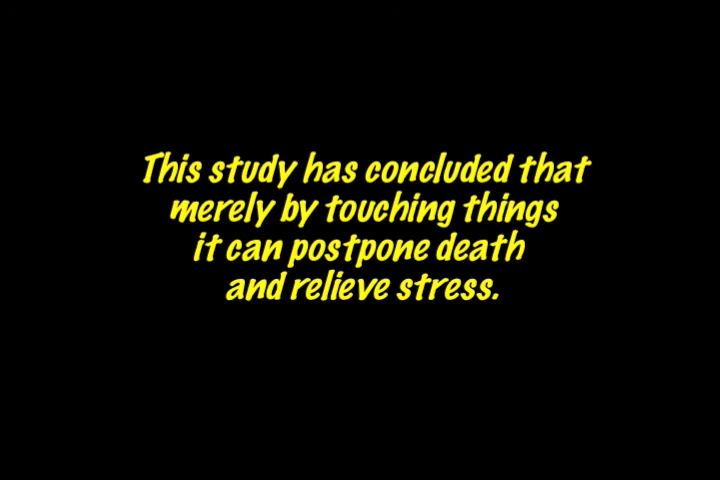 This study has concluded that
merely by touching things
it can postpone death
and relieve stress.